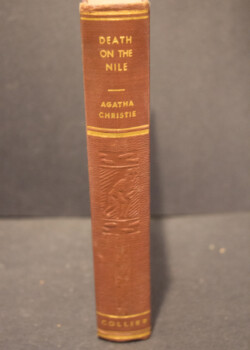 DEATH
ON THE
NILE
AGATHA
CHRISTIE
COLLIER